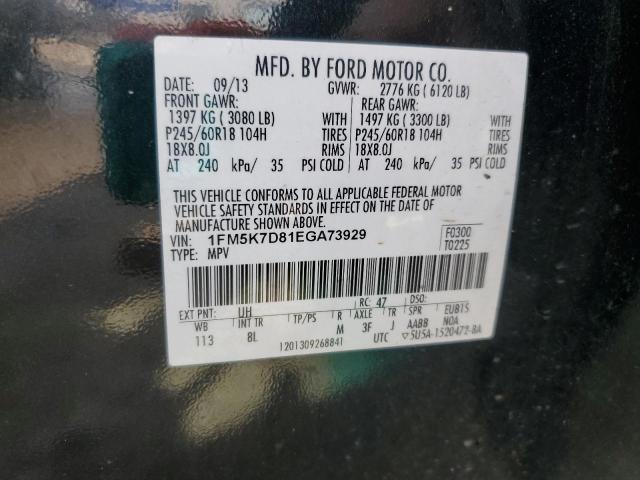 MFD. BY FORD MOTOR CO.
DATE: 09/13 GVWR: 2776 KG ( 6120 LB)
FRONT GAWR: REAR GAWR:
1397 KG ( 3080 LB) WITH 1497 KG ( 3300 LB) WITH
P245/60R18 104H TIRES P245/60R18 104H TIRES
18X8.0J RIMS 18X8.0J RIMS
AT 240 kPa/ 35 PSI COLD AT 240 kPa/ 35 PSI COLD
THIS VEHICLE CONFORMS TO ALL APPLICABLE FEDERAL MOTOR
VEHICLE SAFETY STANDARDS IN EFFECT ON THE DATE OF
MANUFACTURE SHOWN ABOVE.
VIN: 1FM5K7D81EGA73929 F0300
TYPE: MPV T0225
RC: 47 DSO:
EXT PNT: UH EUB15
WB INT TR TP/PS R AXLE TR SPR NOA
113 8L M 3F J AABB
1201309268841 UTC ▽5U5A-1520472-BA